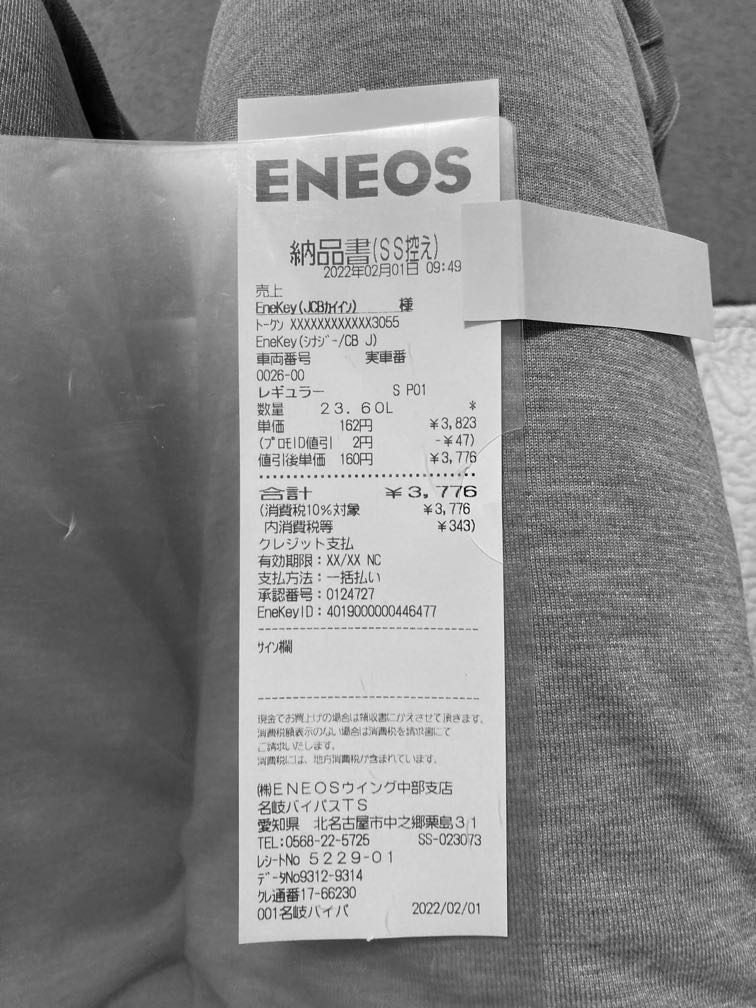 ENEOS
納品書(SS控え)
2022年02月01日 09:49
売上
EneKey(JCBカイイン) 様
トークン XXXXXXXXXXXX3055
EneKey(シナジー/CB J)
車両番号 実車番
0026-00
レギュラー S P01
数量 23.60L *
単価 162円 ¥3,823
(プロモID値引 2円 -¥47)
値引後単価 160円 ¥3,776
合計 ¥3,776
(消費税10%対象 ¥3,776
内消費税等 ¥343)
クレジット支払
有効期限:XX/XX NC
支払方法:一括払い
承認番号:0124727
EneKeyID:4019000000446477
サイン欄
現金でお買上げの場合は領収書にかえさせて頂きます。
消費税額表示のない場合は消費税を請求書にて
ご請求いたします。
消費税には、地方消費税が含まれています。
㈱ENEOSウイング中部支店
名岐バイパスTS
愛知県 北名古屋市中之郷栗島31
TEL:0568-22-5725 SS-023073
レシートNo 5229-01
データNo9312-9314
クレ通番17-66230
001名岐バイパ 2022/02/01